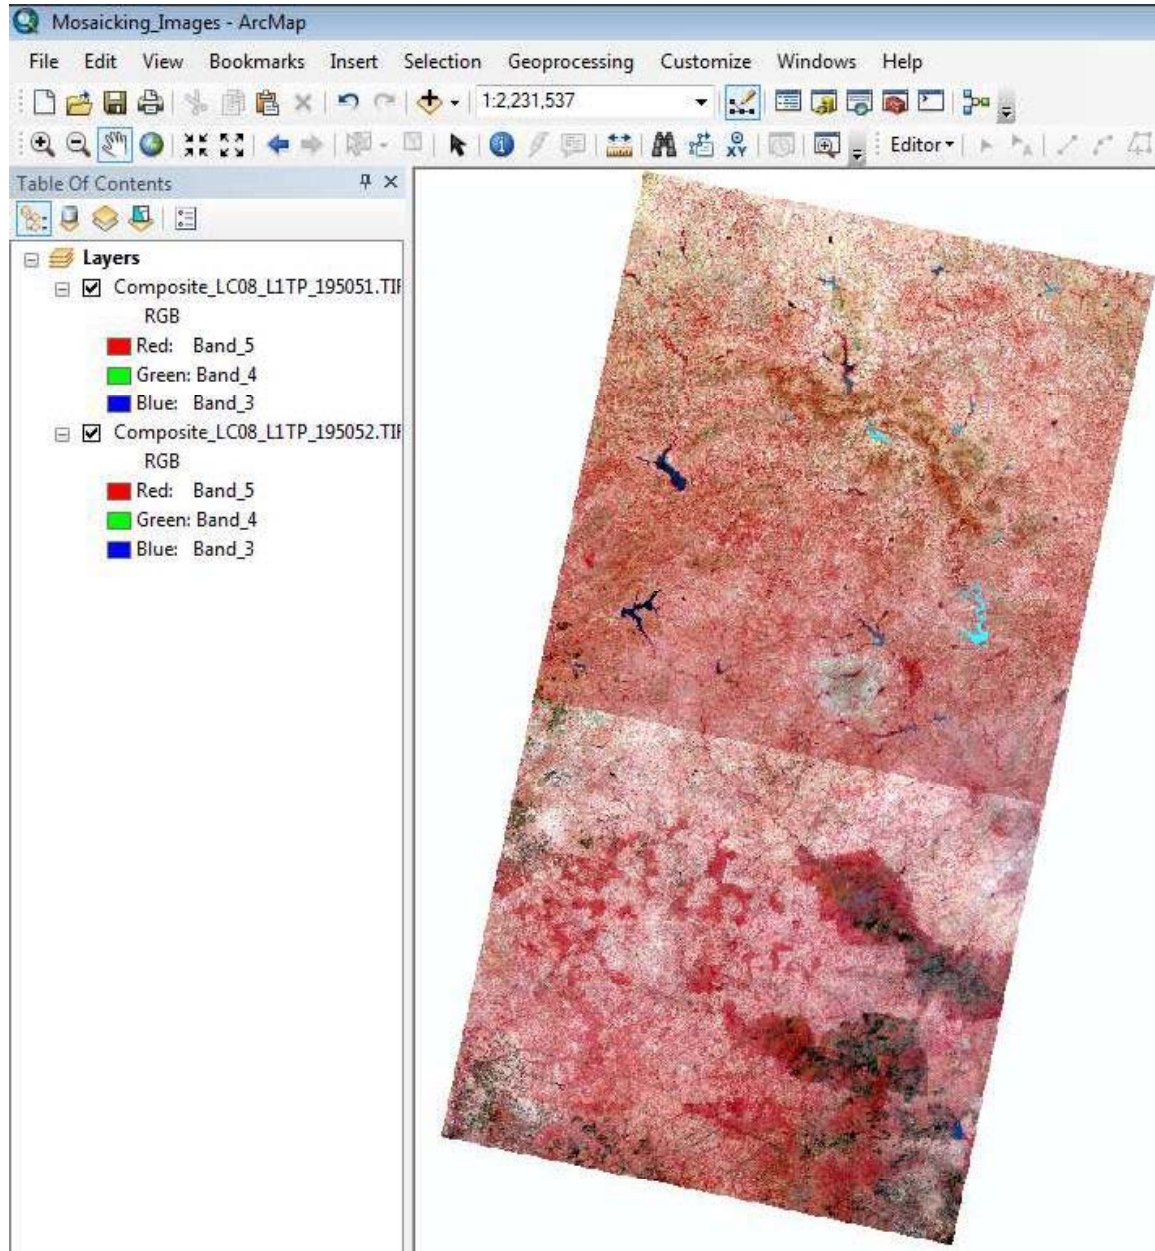 Mosaicking_Images - ArcMap
File Edit View Bookmarks Insert Selection Geoprocessing Customize Windows Help
1:2,231,537
XY Editor
Table Of Contents
Layers
Composite_LC08_L1TP_195051.TIF
RGB
Red: Band_5
Green: Band_4
Blue: Band_3
Composite_LC08_L1TP_195052.TIF
RGB
Red: Band_5
Green: Band_4
Blue: Band_3